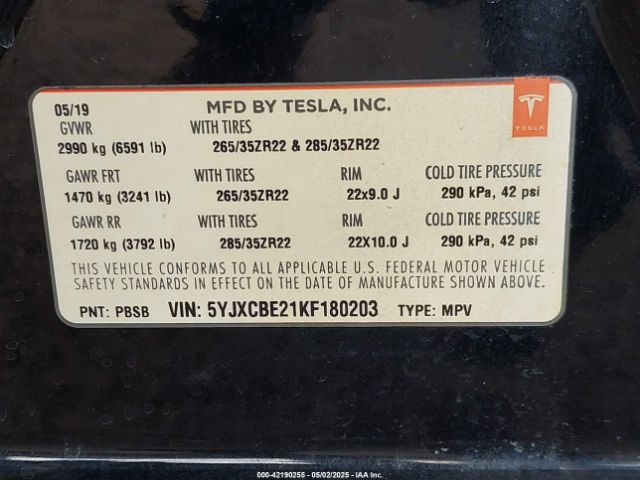 05/19 MFD BY TESLA, INC.
GVWR WITH TIRES
2990 kg (6591 lb) 265/35ZR22 & 285/35ZR22
TESLA
GAWR FRT WITH TIRES RIM COLD TIRE PRESSURE
1470 kg (3241 lb) 265/35ZR22 22x9.0 J 290 kPa, 42 psi
GAWR RR WITH TIRES RIM COLD TIRE PRESSURE
1720 kg (3792 lb) 285/35ZR22 22X10.0 J 290 kPa, 42 psi
THIS VEHICLE CONFORMS TO ALL APPLICABLE U.S. FEDERAL MOTOR VEHICLE
SAFETY STANDARDS IN EFFECT ON THE DATE OF MANUFACTURE SHOWN ABOVE.
PNT: PBSB VIN: 5YJXCBE21KF180203 TYPE: MPV
000-42190255 - 05/02/2025 - IAA Inc.